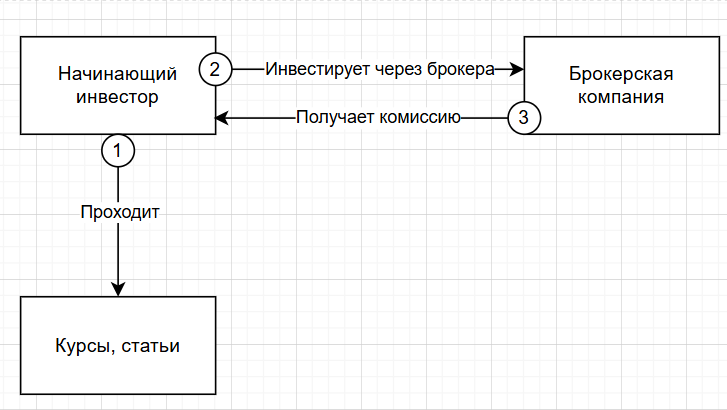 Начинающий
инвестор
2
Инвестирует через брокера
Брокерская
компания
Получает комиссию
3
1
Проходит
Курсы, статьи